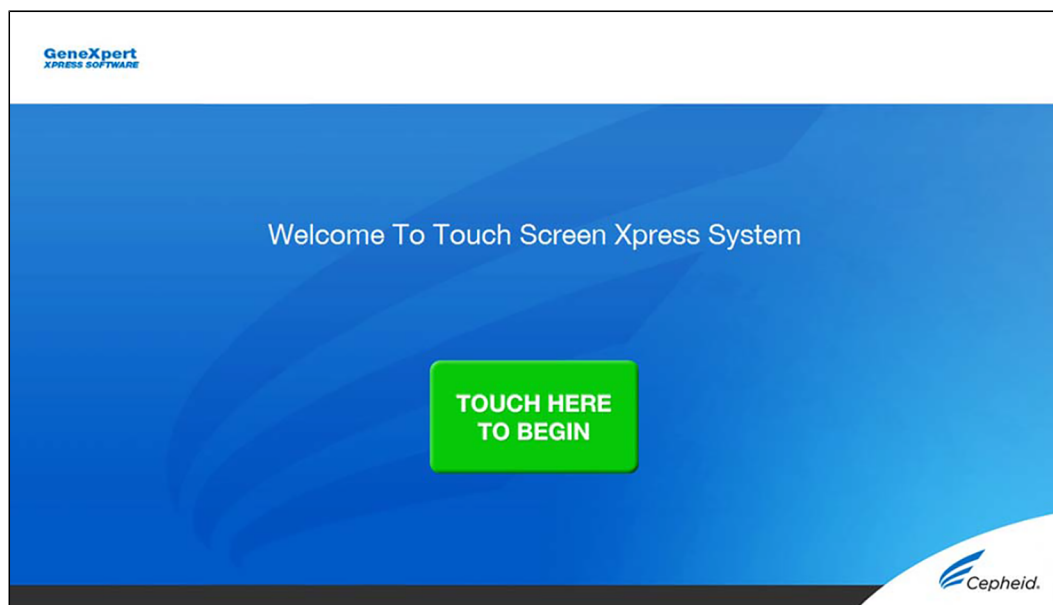 GeneXpert
XPRESS SOFTWARE
Welcome To Touch Screen Xpress System
TOUCH HERE
TO BEGIN
Cepheid.